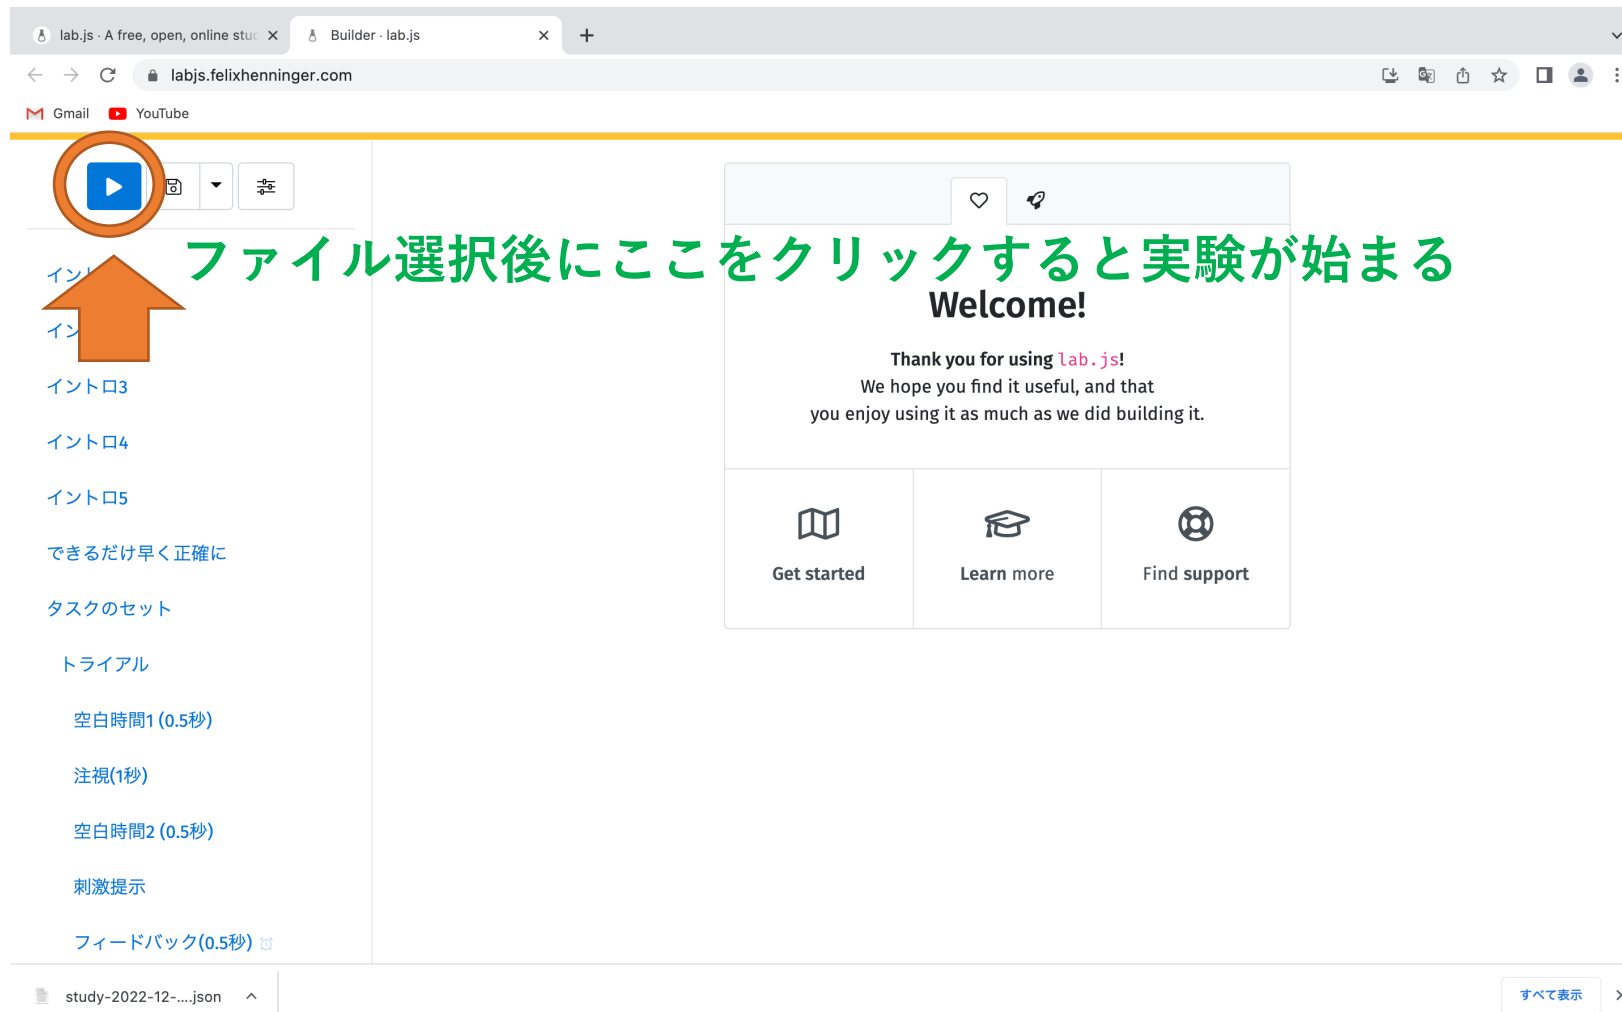 lab.js · A free, open, online stu
Builder · lab.js
labjs.felixhenninger.com
Gmail
YouTube
ファイル選択後にここをクリックすると実験が始まる
イント
イン
イントロ3
イントロ4
イントロ5
できるだけ早く正確に
タスクのセット
トライアル
空白時間1 (0.5秒)
注視(1秒)
空白時間2 (0.5秒)
刺激提示
フィードバック(0.5秒)
Welcome!
Thank you for using lab.js!
We hope you find it useful, and that
you enjoy using it as much as we did building it.
Get started
Learn more
Find support
study-2022-12-....json
すべて表示